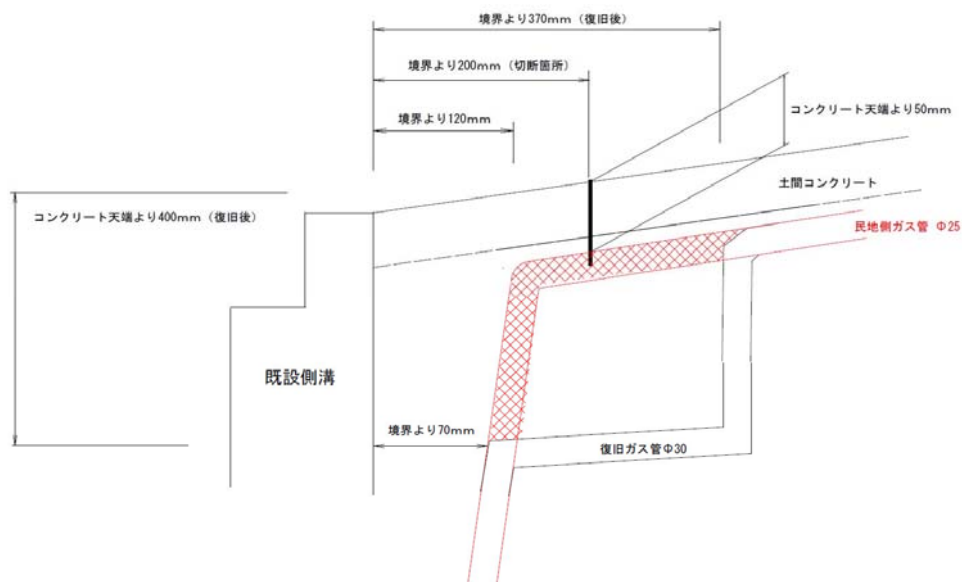 境界より370mm（復旧後）
境界より200mm（切断箇所）
境界より120mm
コンクリート天端より50mm
土間コンクリート
コンクリート天端より400mm（復旧後）
民地側ガス管 Φ25
既設側溝
境界より70mm
復旧ガス管Φ30